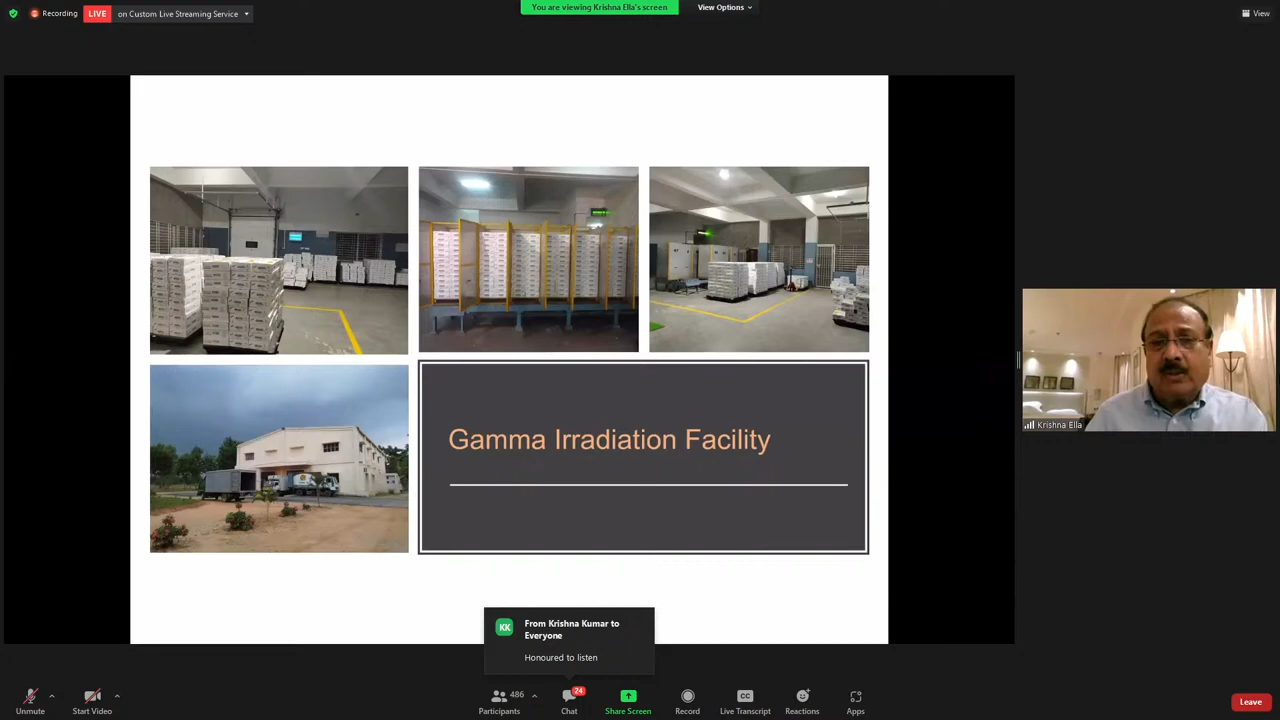 Recording
LIVE
on Custom Live Streaming Service
You are viewing Krishna Ella's screen
View Options
View
Gamma Irradiation Facility
Krishna Ella
KK
From Krishna Kumar to
Everyone
Honoured to listen
Unmute
Start Video
486
Participants
24
Chat
Share Screen
Record
CC
Live Transcript
Reactions
Apps
Leave